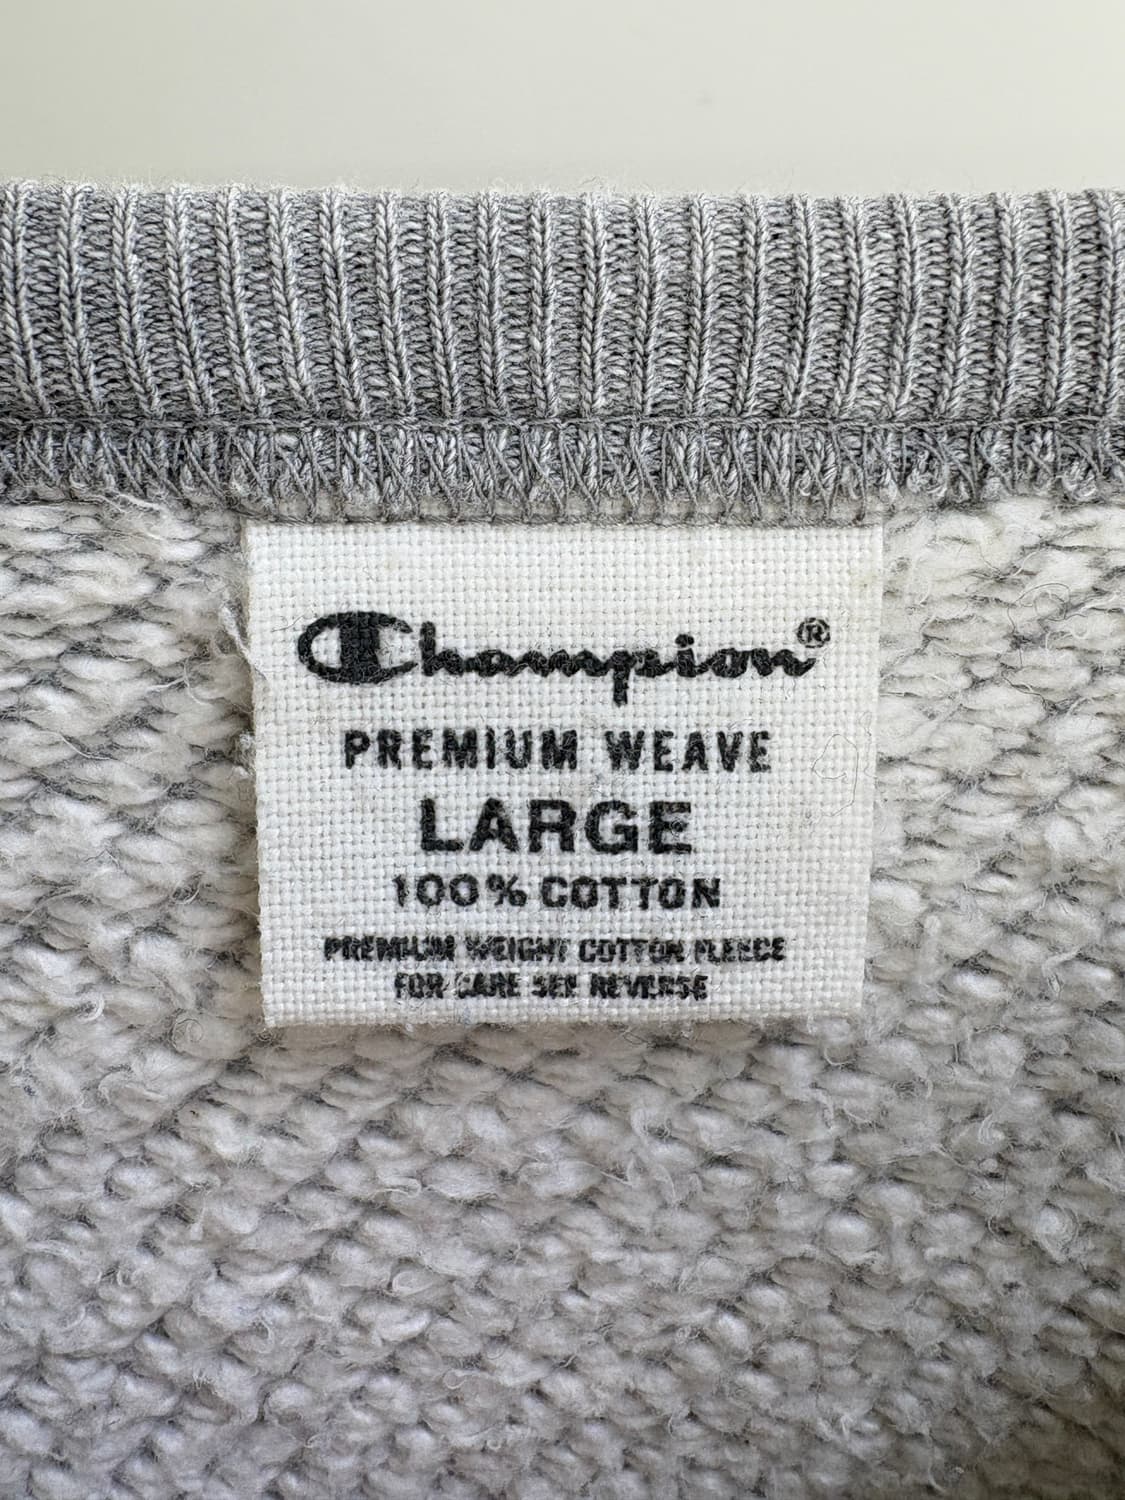 Champion®
PREMIUM WEAVE
LARGE
100% COTTON
PREMIUM WEIGHT COTTON FLEECE
FOR CARE SEE REVERSE